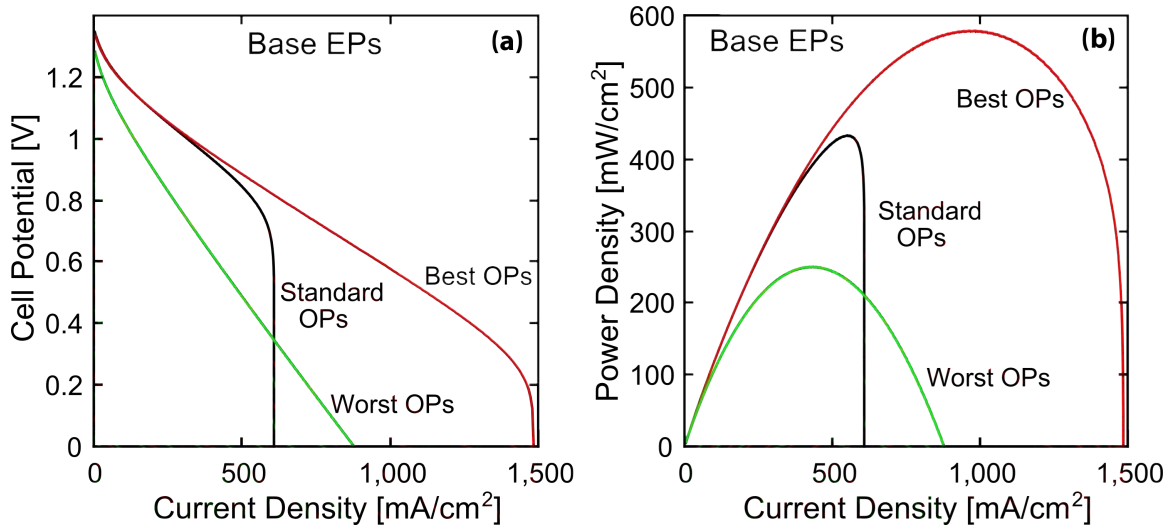 Base EPs
(a)
Cell Potential [V]
1.2
1
0.8
0.6
0.4
0.2
0
Best OPs
Standard
OPs
Worst OPs
0
500
1,000
1,500
Current Density [mA/cm²]
Base EPs
(b)
Power Density [mW/cm²]
600
500
400
300
200
100
0
Best OPs
Standard
OPs
Worst OPs
0
500
1,000
1,500
Current Density [mA/cm²]